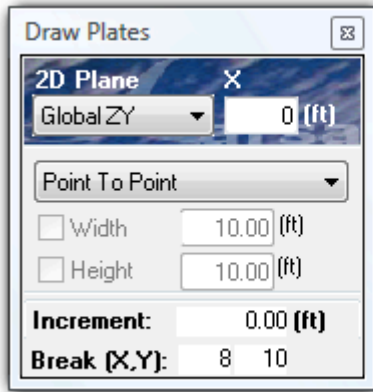 Draw Plates
2D Plane X
Global ZY 0 (ft)
Point To Point
Width 10.00 (ft)
Height 10.00 (ft)
Increment: 0.00 (ft)
Break (X,Y): 8 10